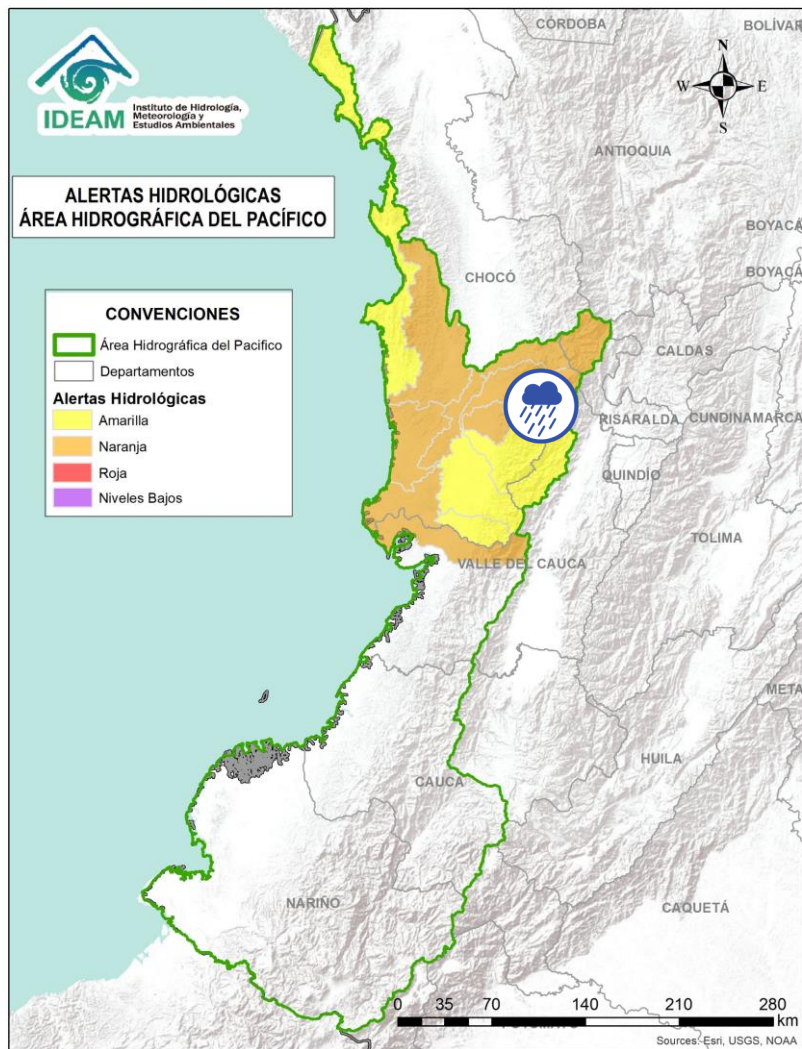 IDEAM
Instituto de Hidrología,
Meteorología y
Estudios Ambientales
ALERTAS HIDROLÓGICAS
ÁREA HIDROGRÁFICA DEL PACÍFICO
CONVENCIONES
Área Hidrográfica del Pacifico
Departamentos
Alertas Hidrológicas
Amarilla
Naranja
Roja
Niveles Bajos
N
W
E
S
CÓRDOBA
BOLÍVAR
ANTIOQUIA
BOYACÁ
BOYACÁ
CHOCÓ
CALDAS
RISARALDA
CUNDINAMARCA
QUINDÍO
TOLIMA
VALLE DEL CAUCA
META
HUILA
CAUCA
NARIÑO
CAQUETÁ
0 35 70 140 210 280
km
Sources: Esri, USGS, NOAA